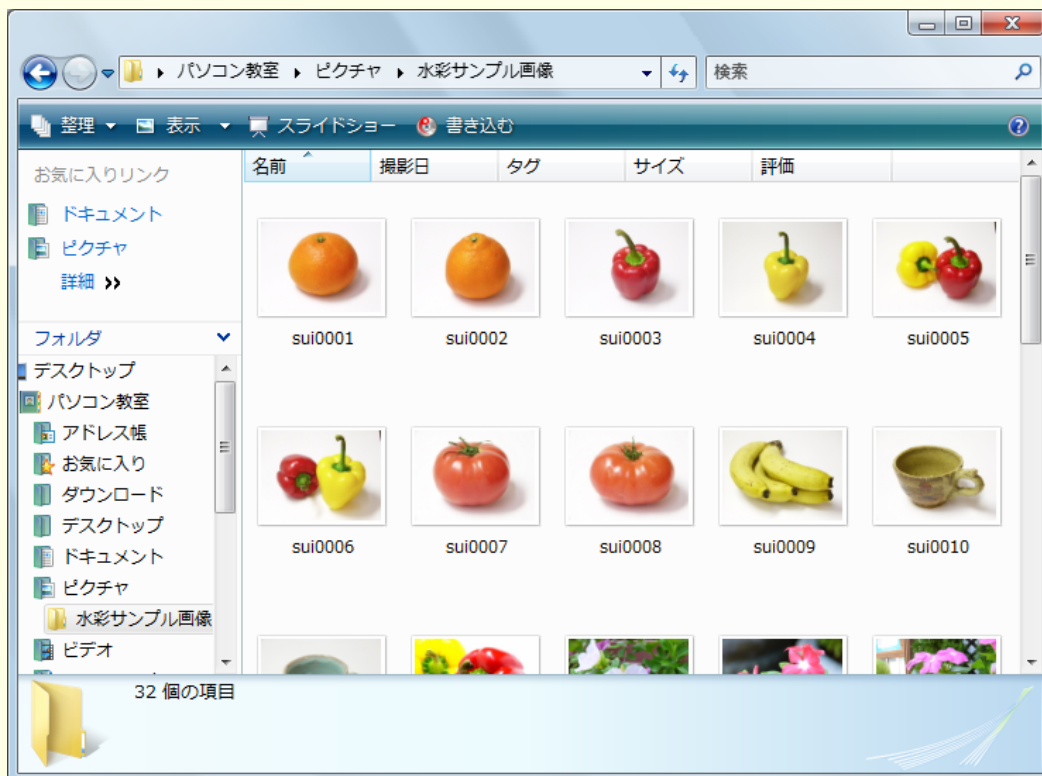 パソコン教室 ピクチャ 水彩サンプル画像 検索
整理 表示 スライドショー 書き込む
お気に入りリンク
ドキュメント
ピクチャ
詳細
フォルダ
デスクトップ
パソコン教室
アドレス帳
お気に入り
ダウンロード
デスクトップ
ドキュメント
ピクチャ
水彩サンプル画像
ビデオ
名前 撮影日 タグ サイズ 評価
sui0001 sui0002 sui0003 sui0004 sui0005
sui0006 sui0007 sui0008 sui0009 sui0010
32 個の項目